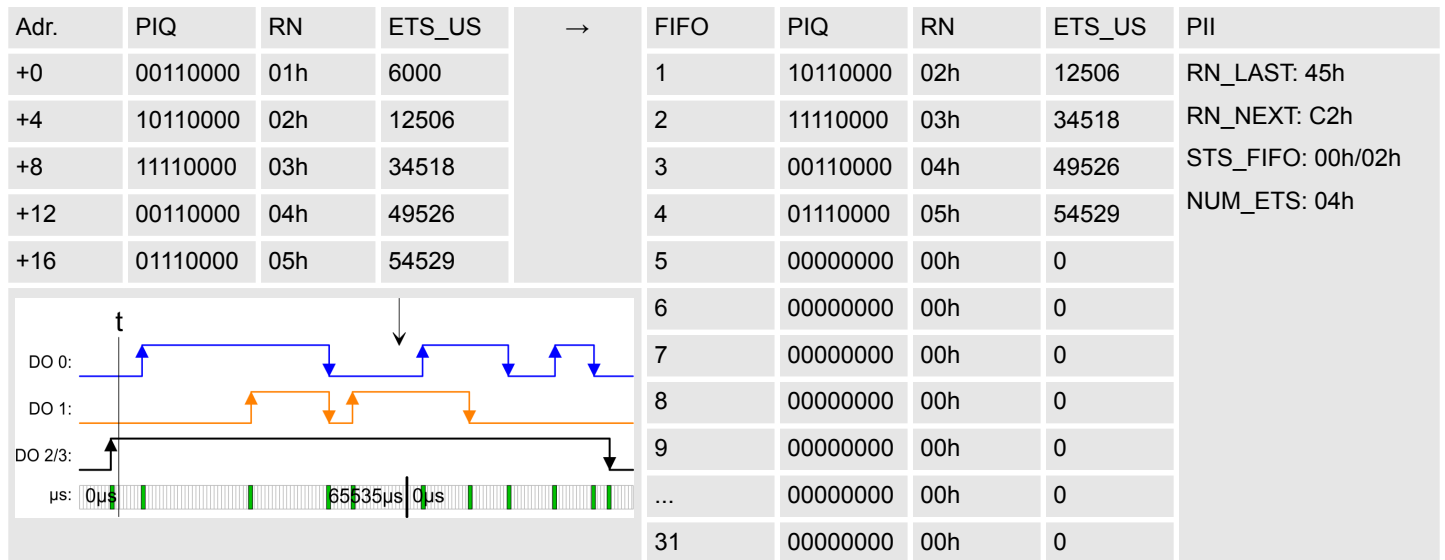 Adr. PIQ RN ETS_US → FIFO PIQ RN ETS_US PII
+0 00110000 01h 6000 1 10110000 02h 12506 RN_LAST: 45h
+4 10110000 02h 12506 2 11110000 03h 34518 RN_NEXT: C2h
+8 11110000 03h 34518 3 00110000 04h 49526 STS_FIFO: 00h/02h
+12 00110000 04h 49526 4 01110000 05h 54529 NUM_ETS: 04h
+16 01110000 05h 54529 5 00000000 00h 0
6 00000000 00h 0
7 00000000 00h 0
8 00000000 00h 0
9 00000000 00h 0
... 00000000 00h 0
31 00000000 00h 0
t
DO 0:
DO 1:
DO 2/3:
µs: 0µs 65535µs 0µs